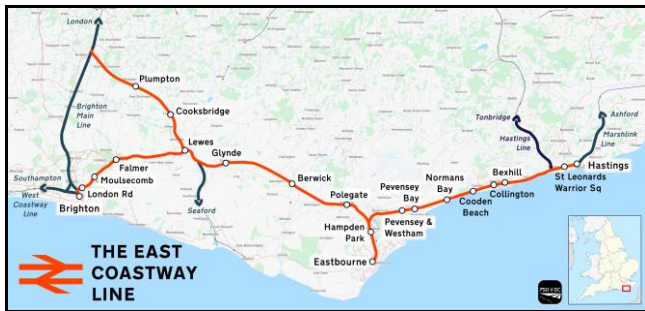 London
Plumpton
Brighton
Main
Line
Cooksbridge
Tonbridge
Ashford
Hastings
Line
Marshlink
Line
Lewes
Falmer
Glynde
Southampton
Moulsecomb
West
Coastway
Line
London Rd
Brighton
Seaford
Berwick
Polegate
Pevensey
Bay
Normans
Bay
Bexhill
Collington
Cooden
Beach
St Leonards
Warrior Sq
Hastings
Hampden
Park
Pevensey &
Westham
Eastbourne
THE EAST
COASTWAY
LINE